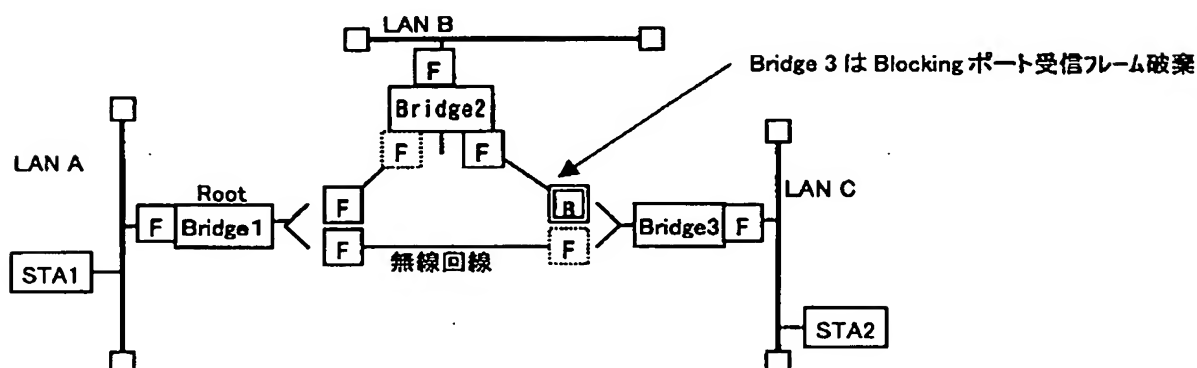 LAN B
F
Bridge 3 は Blocking ポート受信フレーム破棄
Bridge2
F
F
LAN A
LAN C
Root
F
B
F
Bridge1
Bridge3
F
F
F
無線回線
STA1
STA2